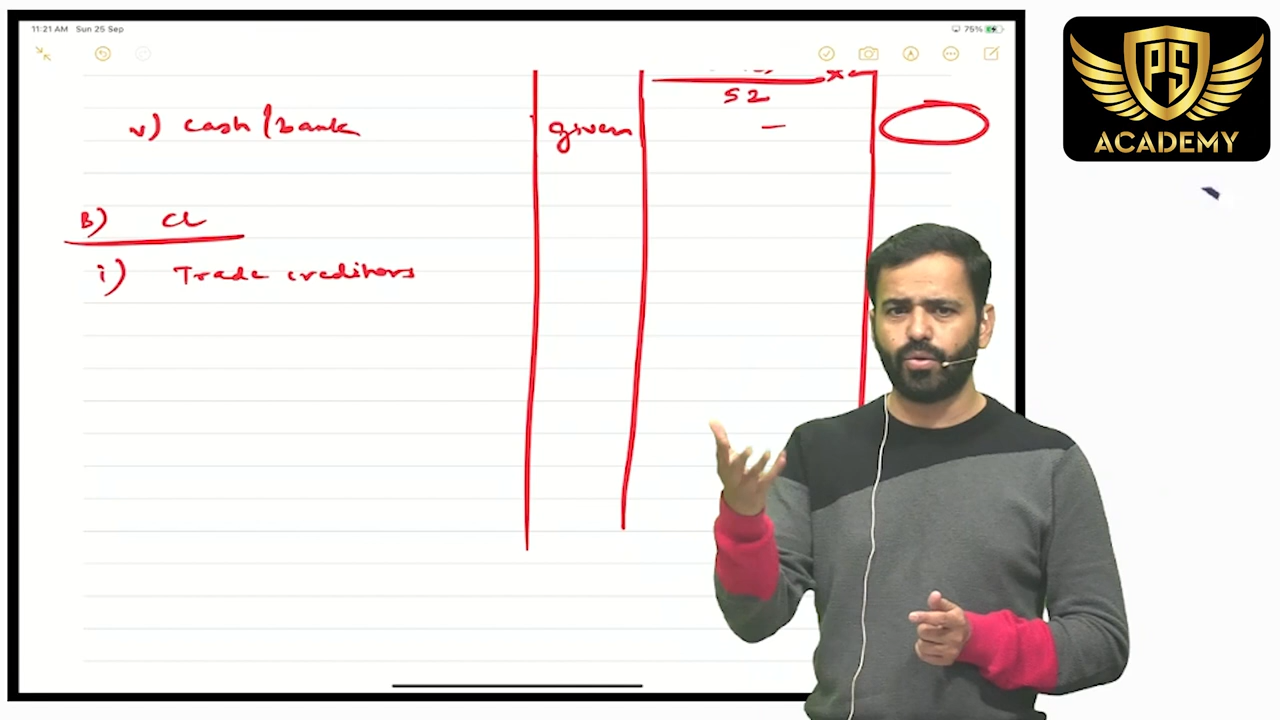 11:21 AM Sun 25 Sep
75%
PS
ACADEMY
52
v) cash/bank given —
B) CL
i) Trade creditors